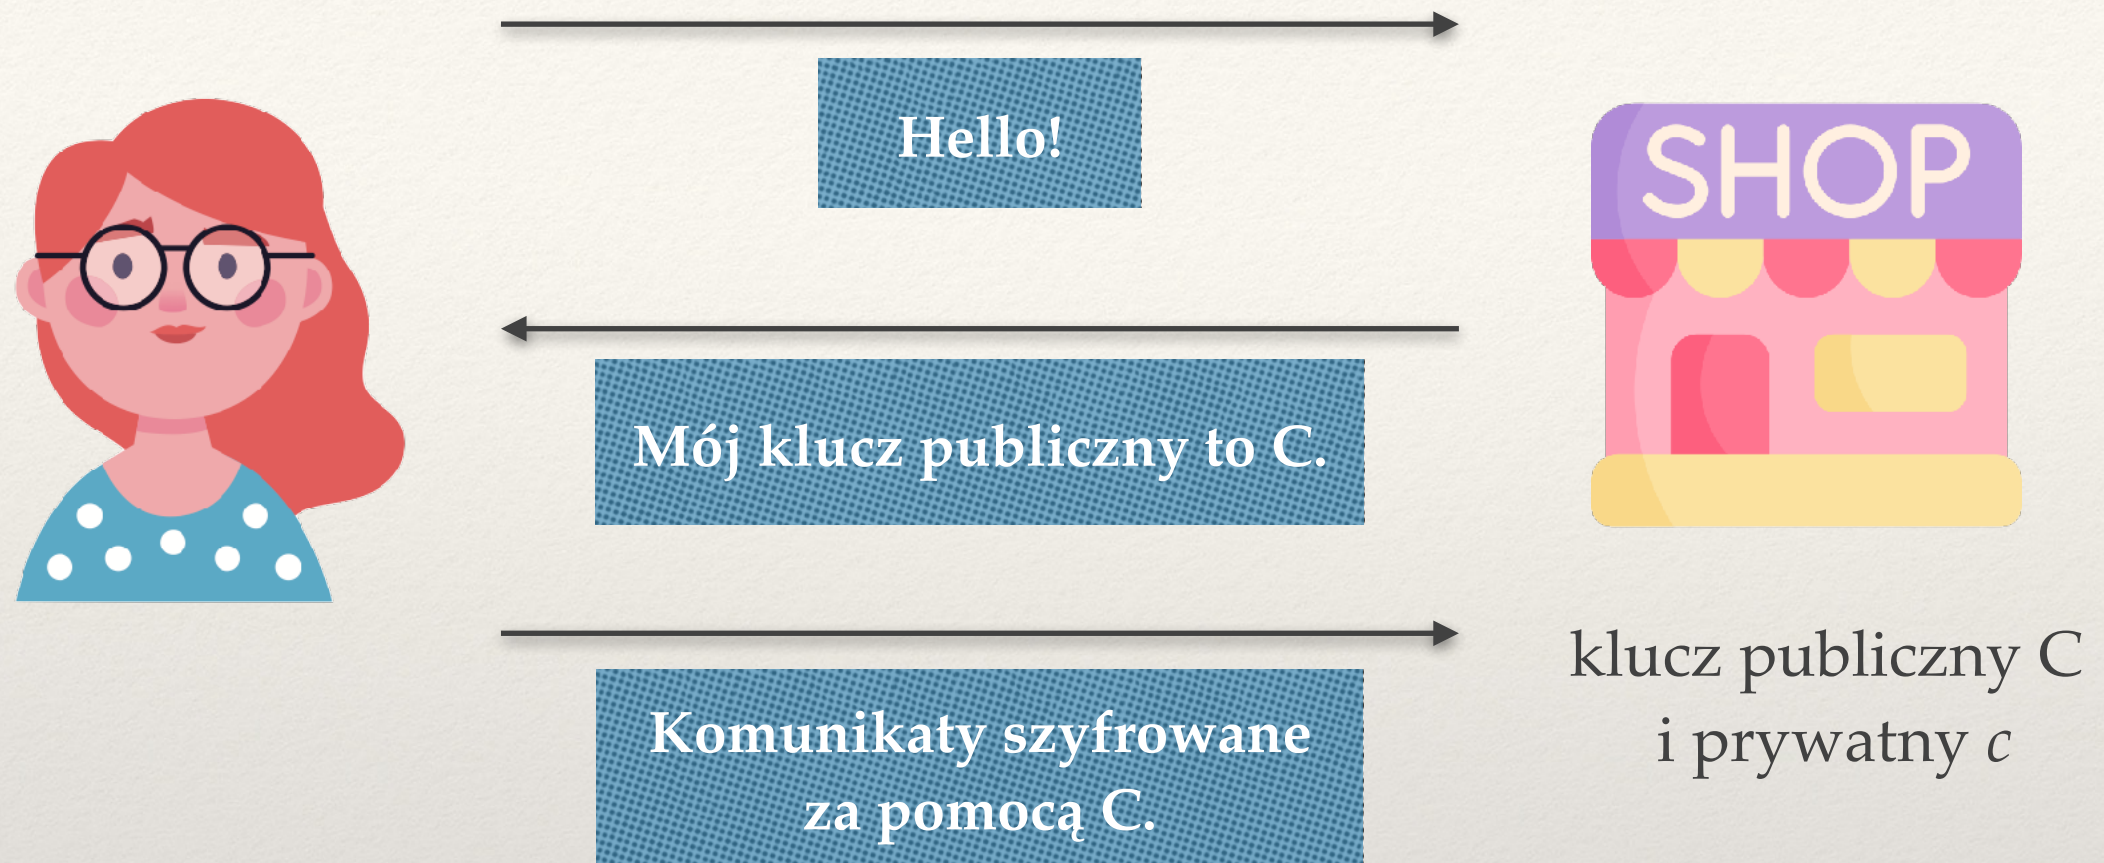 Hello!
SHOP
Mój klucz publiczny to C.
Komunikaty szyfrowane
za pomocą C.
klucz publiczny C
i prywatny c